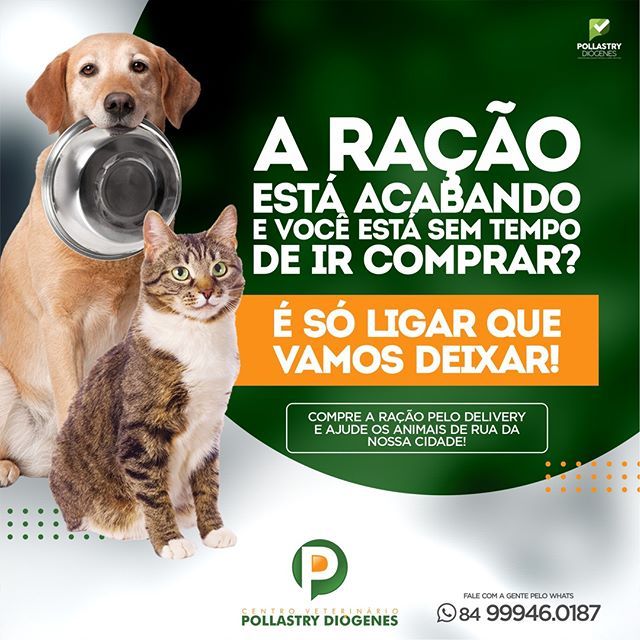 POLLASTRY
DIOGENES
A RAÇÃO
ESTÁ ACABANDO
E VOCÊ ESTÁ SEM TEMPO
DE IR COMPRAR?
É SÓ LIGAR QUE
VAMOS DEIXAR!
COMPRE A RAÇÃO PELO DELIVERY
E AJUDE OS ANIMAIS DE RUA DA
NOSSA CIDADE!
P
CENTRO VETERINÁRIO
POLLASTRY DIOGENES
FALE COM A GENTE PELO WHATS
84 99946.0187